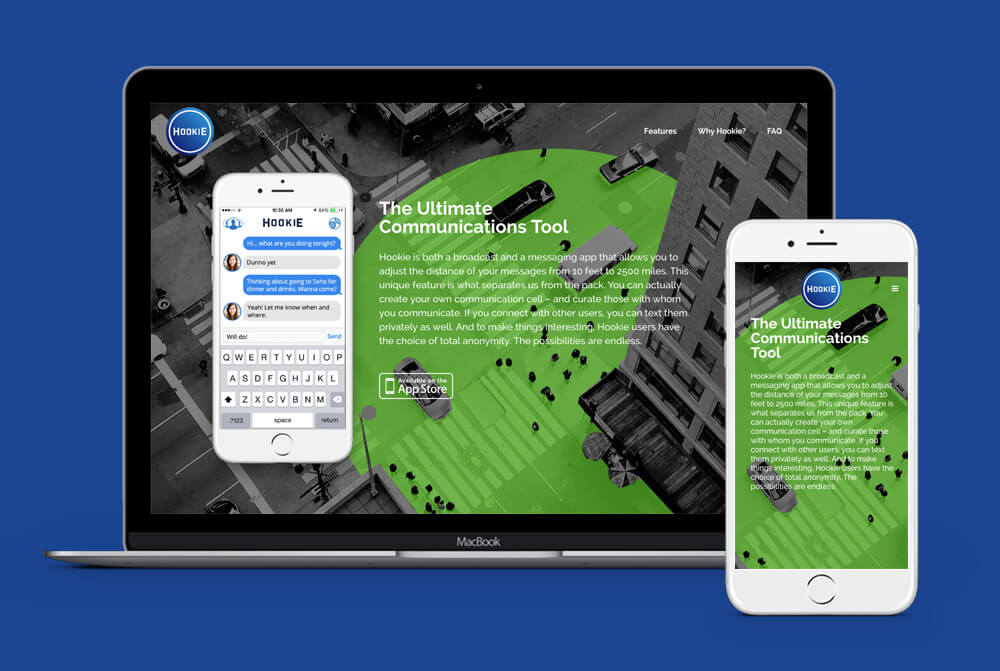 HOOKIE
Features Why Hookie? FAQ
10:55 AM 64%
HOOKIE
Hi,.. what are you doing tonight?
Dunno yet
Thinking about going to Soho for
dinner and drinks. Wanna come?
Yeah! Let me know when and
where.
Will do! Send
Q W E R T Y U I O P
A S D F G H J K L
Z X C V B N M
.?123 space return
The Ultimate
Communications Tool
Hookie is both a broadcast and a messaging app that allows you to
adjust the distance of your messages from 10 feet to 2500 miles. This
unique feature is what separates us from the pack. You can actually
create your own communication cell – and curate those with whom
you communicate. If you connect with other users, you can text them
privately as well. And to make things interesting, Hookie users have
the choice of total anonymity. The possibilities are endless.
Available on the
App Store
MacBook
HOOKIE
The Ultimate
Communications
Tool
Hookie is both a broadcast and a
messaging app that allows you to adjust
the distance of your messages from 10
feet to 2500 miles. This unique feature is
what separates us from the pack. You
can actually create your own
communication cell – and curate those
with whom you communicate. If you
connect with other users, you can text
them privately as well. And to make
things interesting, Hookie users have the
choice of total anonymity. The
possibilities are endless.